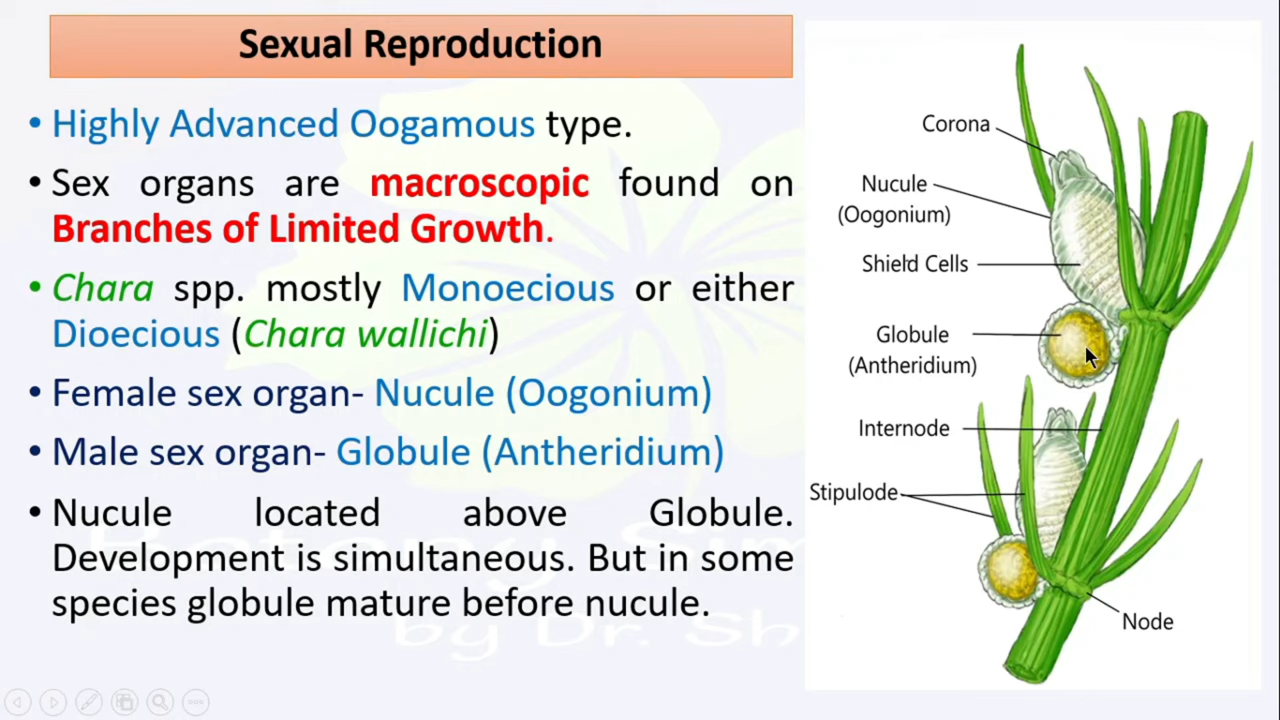 Sexual Reproduction
• Highly Advanced Oogamous type.
• Sex organs are macroscopic found on
Branches of Limited Growth.
• Chara spp. mostly Monoecious or either
Dioecious (Chara wallichi)
• Female sex organ- Nucule (Oogonium)
• Male sex organ- Globule (Antheridium)
• Nucule located above Globule.
Development is simultaneous. But in some
species globule mature before nucule.
by Dr. Sh
Corona
Nucule
(Oogonium)
Shield Cells
Globule
(Antheridium)
Internode
Stipulode
Node